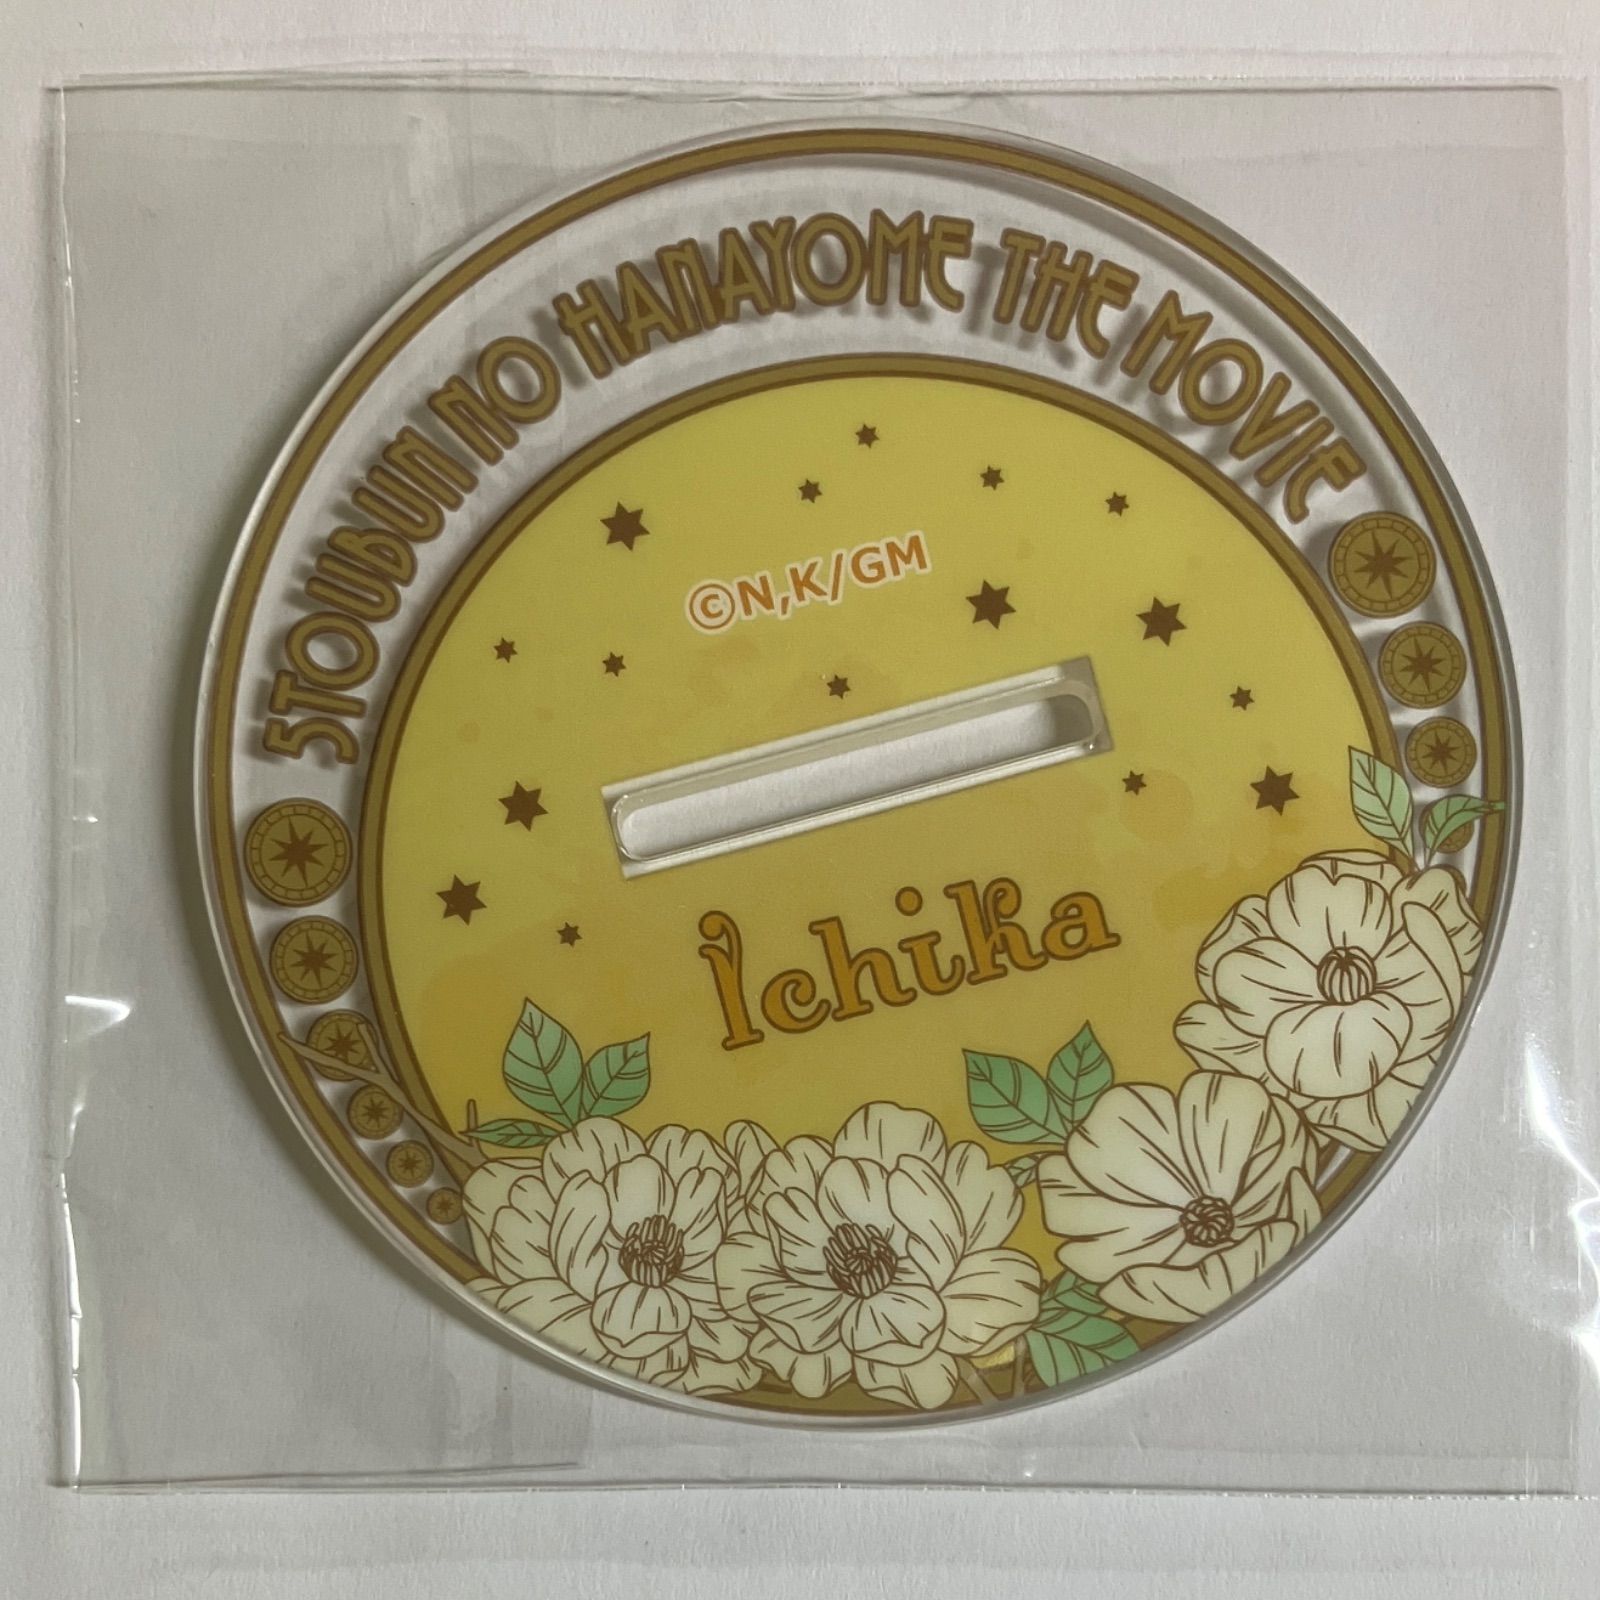 5TOUBUN NO HANAYOME THE MOVIE
©N,K/GM
Ichika